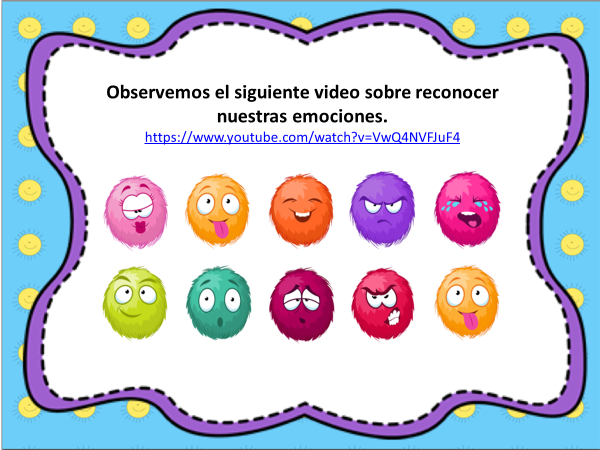 Observemos el siguiente video sobre reconocer
nuestras emociones.
https://www.youtube.com/watch?v=VwQ4NVFJuF4